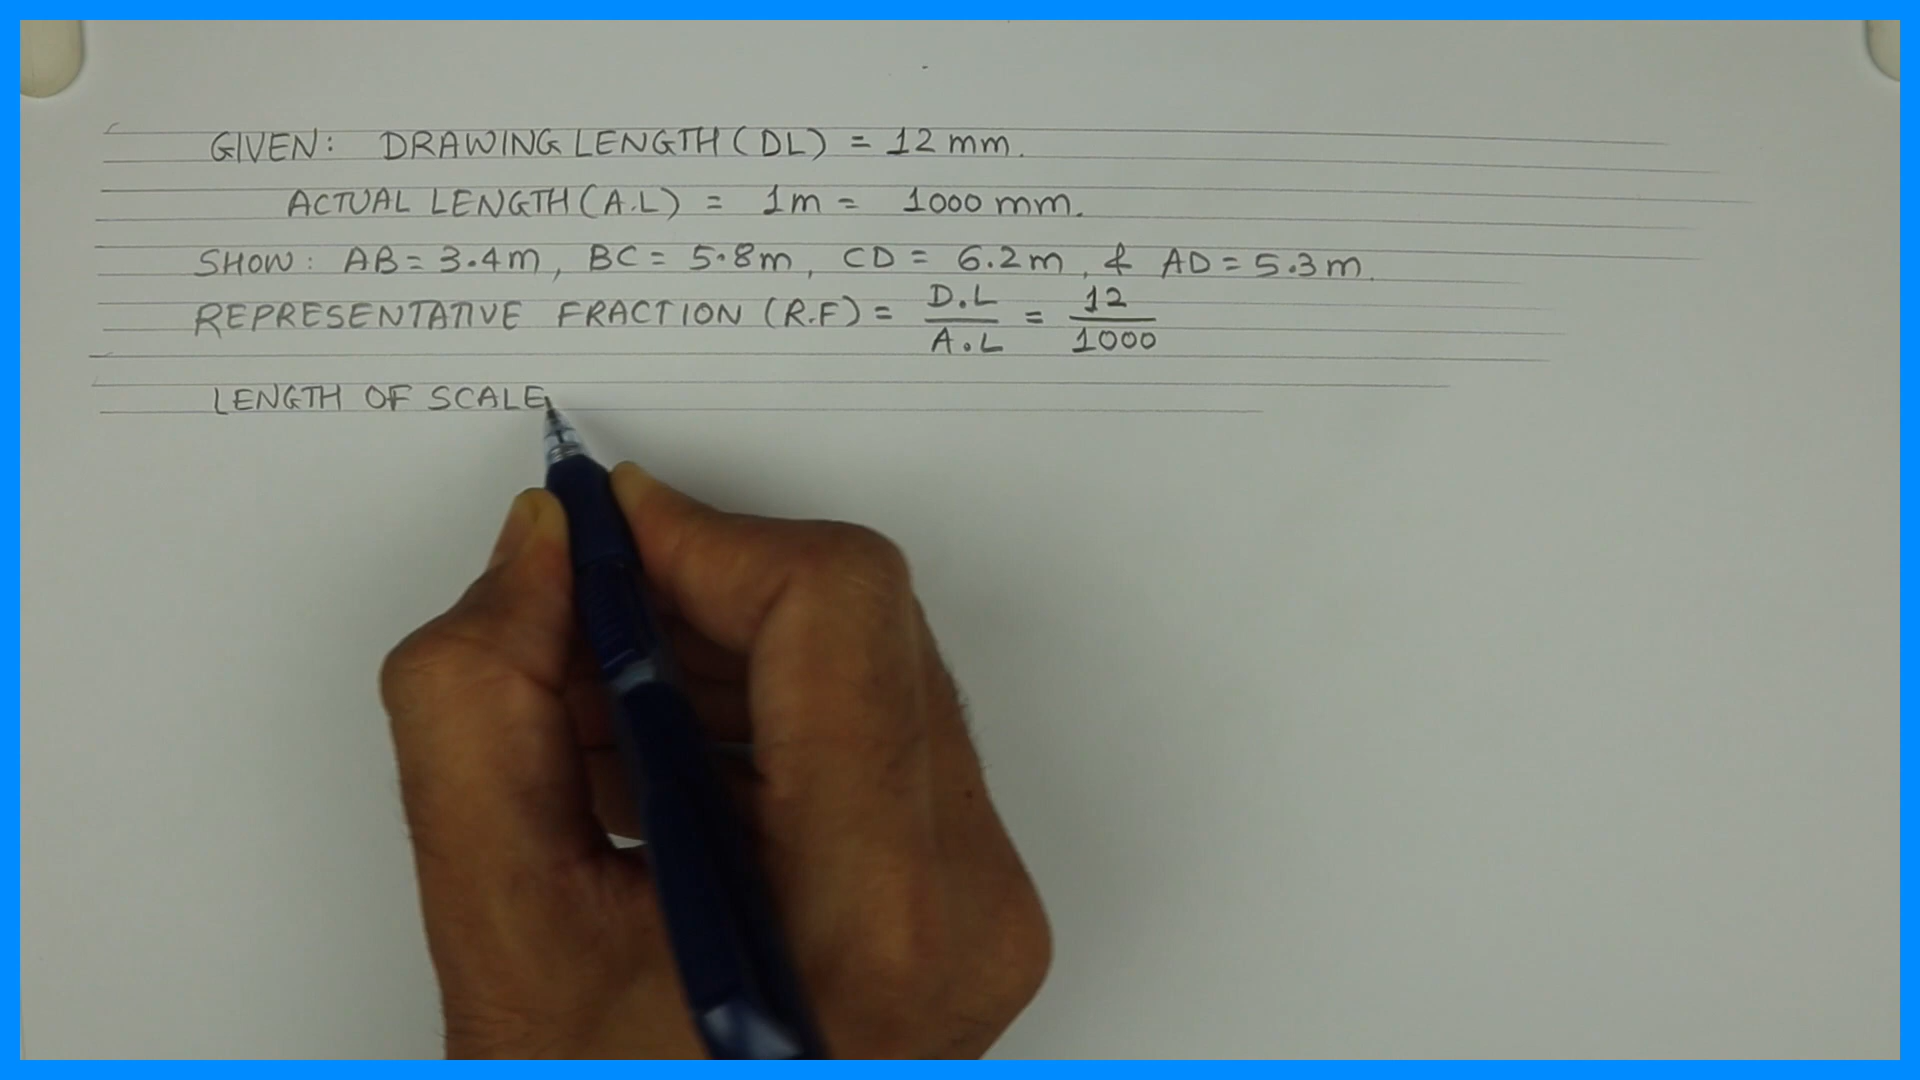 GIVEN: DRAWING LENGTH (DL) = 12 mm.
ACTUAL LENGTH (A.L) = 1m = 1000 mm.
SHOW: AB = 3.4m, BC = 5.8m, CD = 6.2m, & AD = 5.3m.
REPRESENTATIVE FRACTION (R.F) = D.L / A.L = 12 / 1000
LENGTH OF SCALE